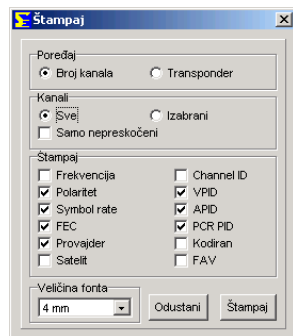 Štampaj
Poređaj
Broj kanala Transponder
Kanali
Sve Izabrani
Samo nepreskočeni
Štampaj
Frekvencija Channel ID
Polaritet VPID
Symbol rate APID
FEC PCR PID
Provajder Kodiran
Satelit FAV
Veličina fonta
4 mm Odustani Štampaj